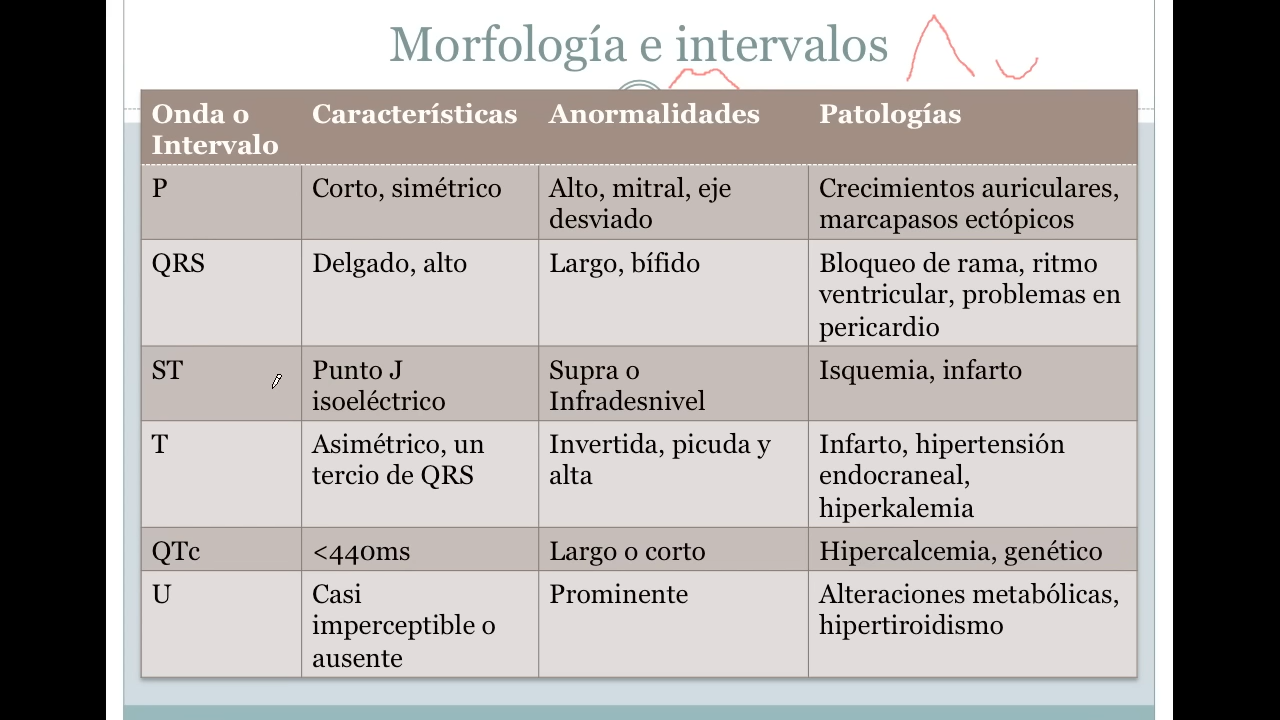 Morfología e intervalos
Onda o Intervalo | Características | Anormalidades | Patologías
P | Corto, simétrico | Alto, mitral, eje desviado | Crecimientos auriculares, marcapasos ectópicos
QRS | Delgado, alto | Largo, bífido | Bloqueo de rama, ritmo ventricular, problemas en pericardio
ST | Punto J isoeléctrico | Supra o Infradesnivel | Isquemia, infarto
T | Asimétrico, un tercio de QRS | Invertida, picuda y alta | Infarto, hipertensión endocraneal, hiperkalemia
QTc | <440ms | Largo o corto | Hipercalcemia, genético
U | Casi imperceptible o ausente | Prominente | Alteraciones metabólicas, hipertiroidismo